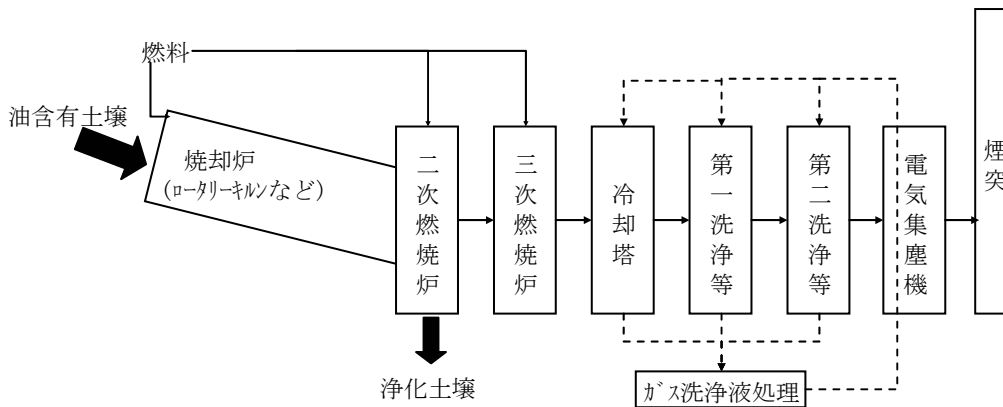 燃料
油含有土壌
焼却炉
(ﾛｰﾀﾘｰｷﾙﾝなど)
二次燃焼炉
三次燃焼炉
冷却塔
第一洗浄等
第二洗浄等
電気集塵機
煙突
浄化土壌
ｶﾞｽ洗浄液処理